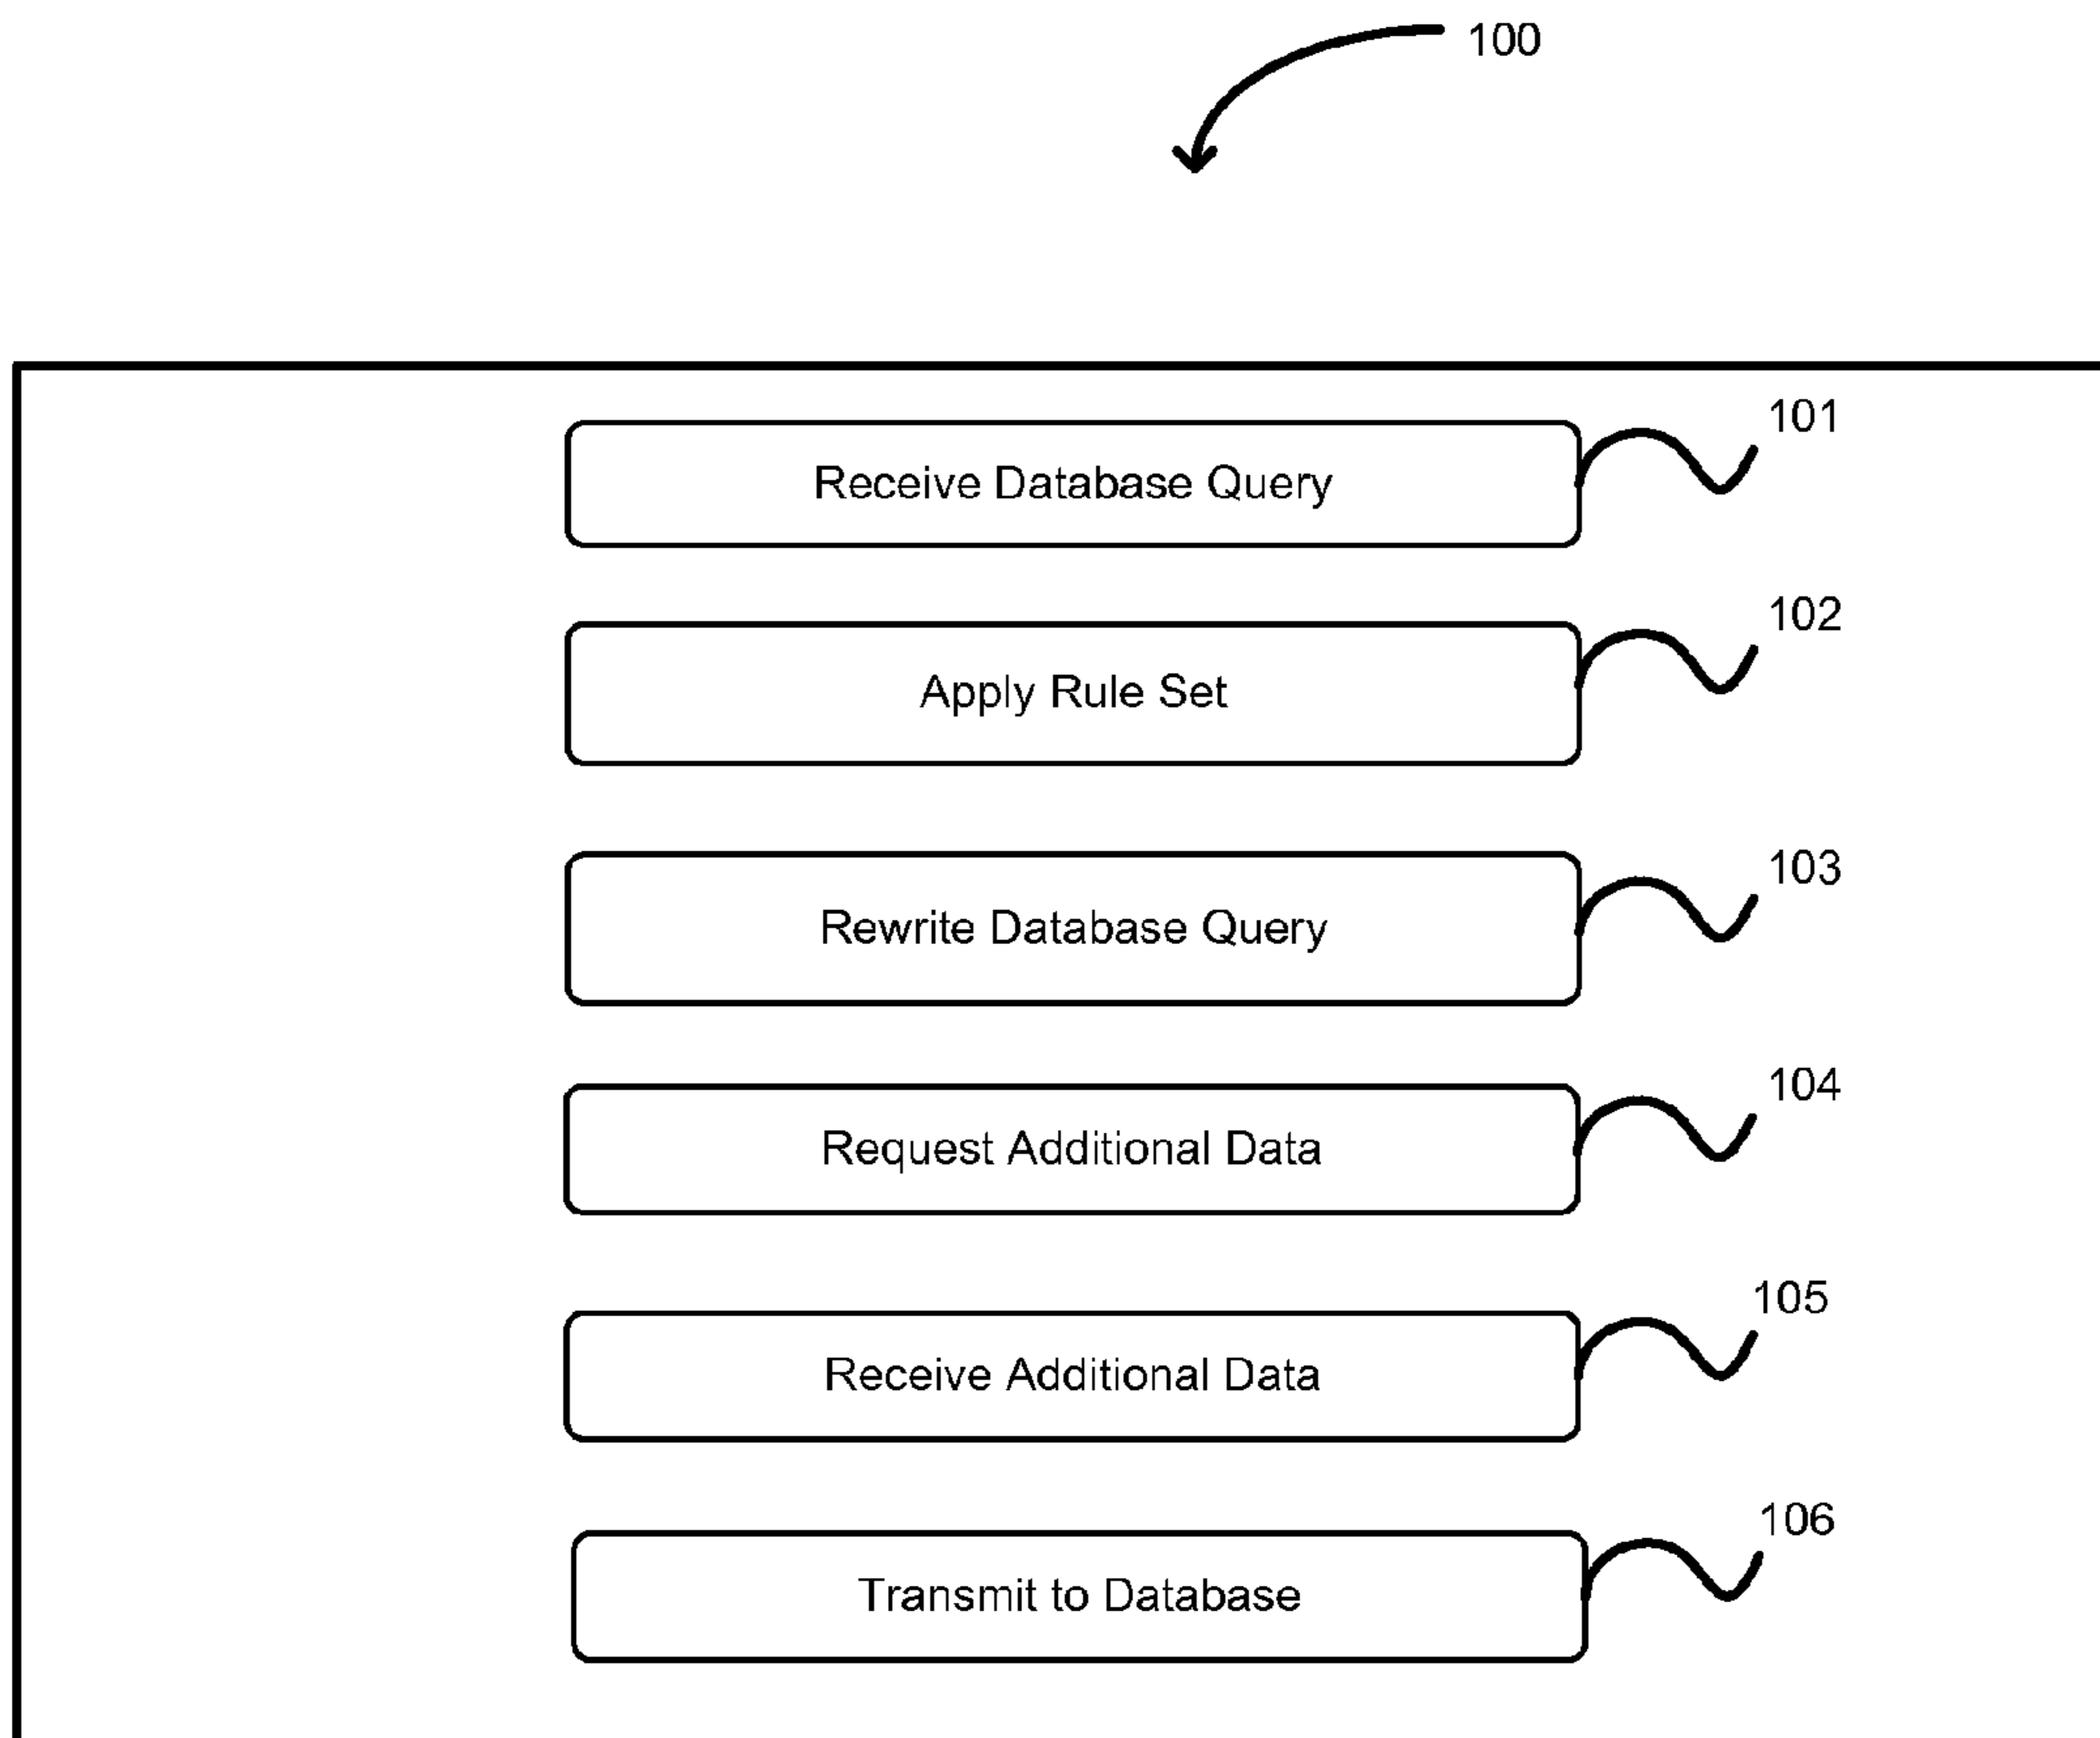 100
101
Receive Database Query
102
Apply Rule Set
103
Rewrite Database Query
104
Request Additional Data
105
Receive Additional Data
106
Transmit to Database